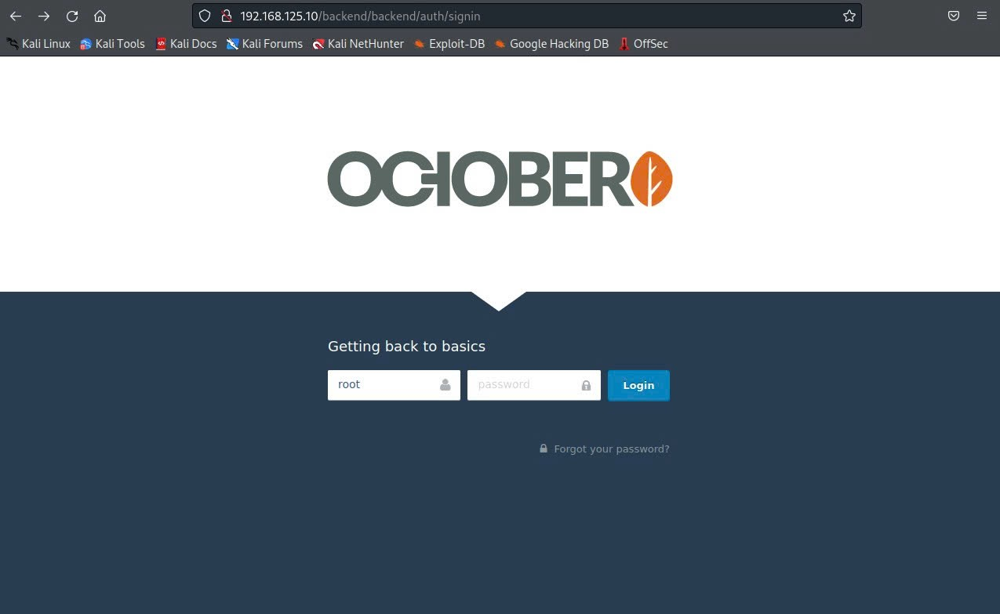 192.168.125.10/backend/backend/auth/signin
Kali Linux Kali Tools Kali Docs Kali Forums Kali NetHunter Exploit-DB Google Hacking DB OffSec
OCTOBER
Getting back to basics
root password Login
Forgot your password?